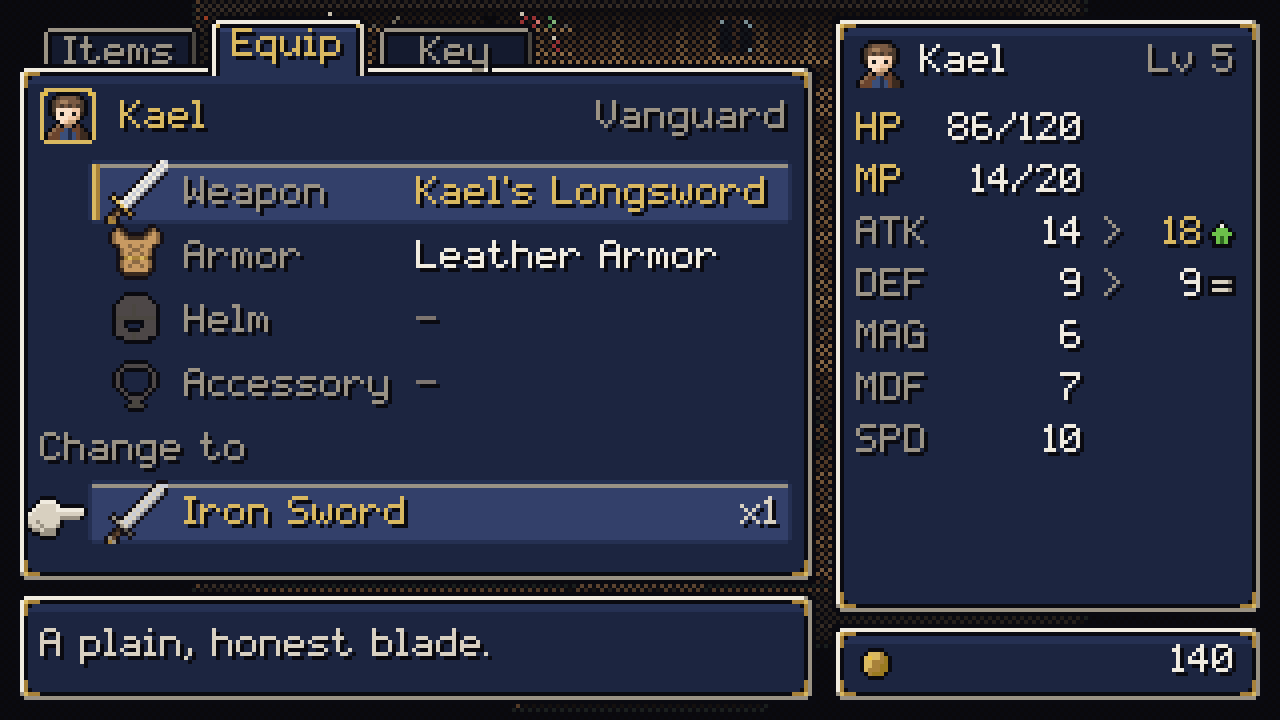 Items Equip Key
Kael Vanguard
Weapon Kael's Longsword
Armor Leather Armor
Helm –
Accessory –
Change to
Iron Sword x1
A plain, honest blade.
Kael Lv 5
HP 86/120
MP 14/20
ATK 14 > 18
DEF 9 > 9 =
MAG 6
MDF 7
SPD 10
140